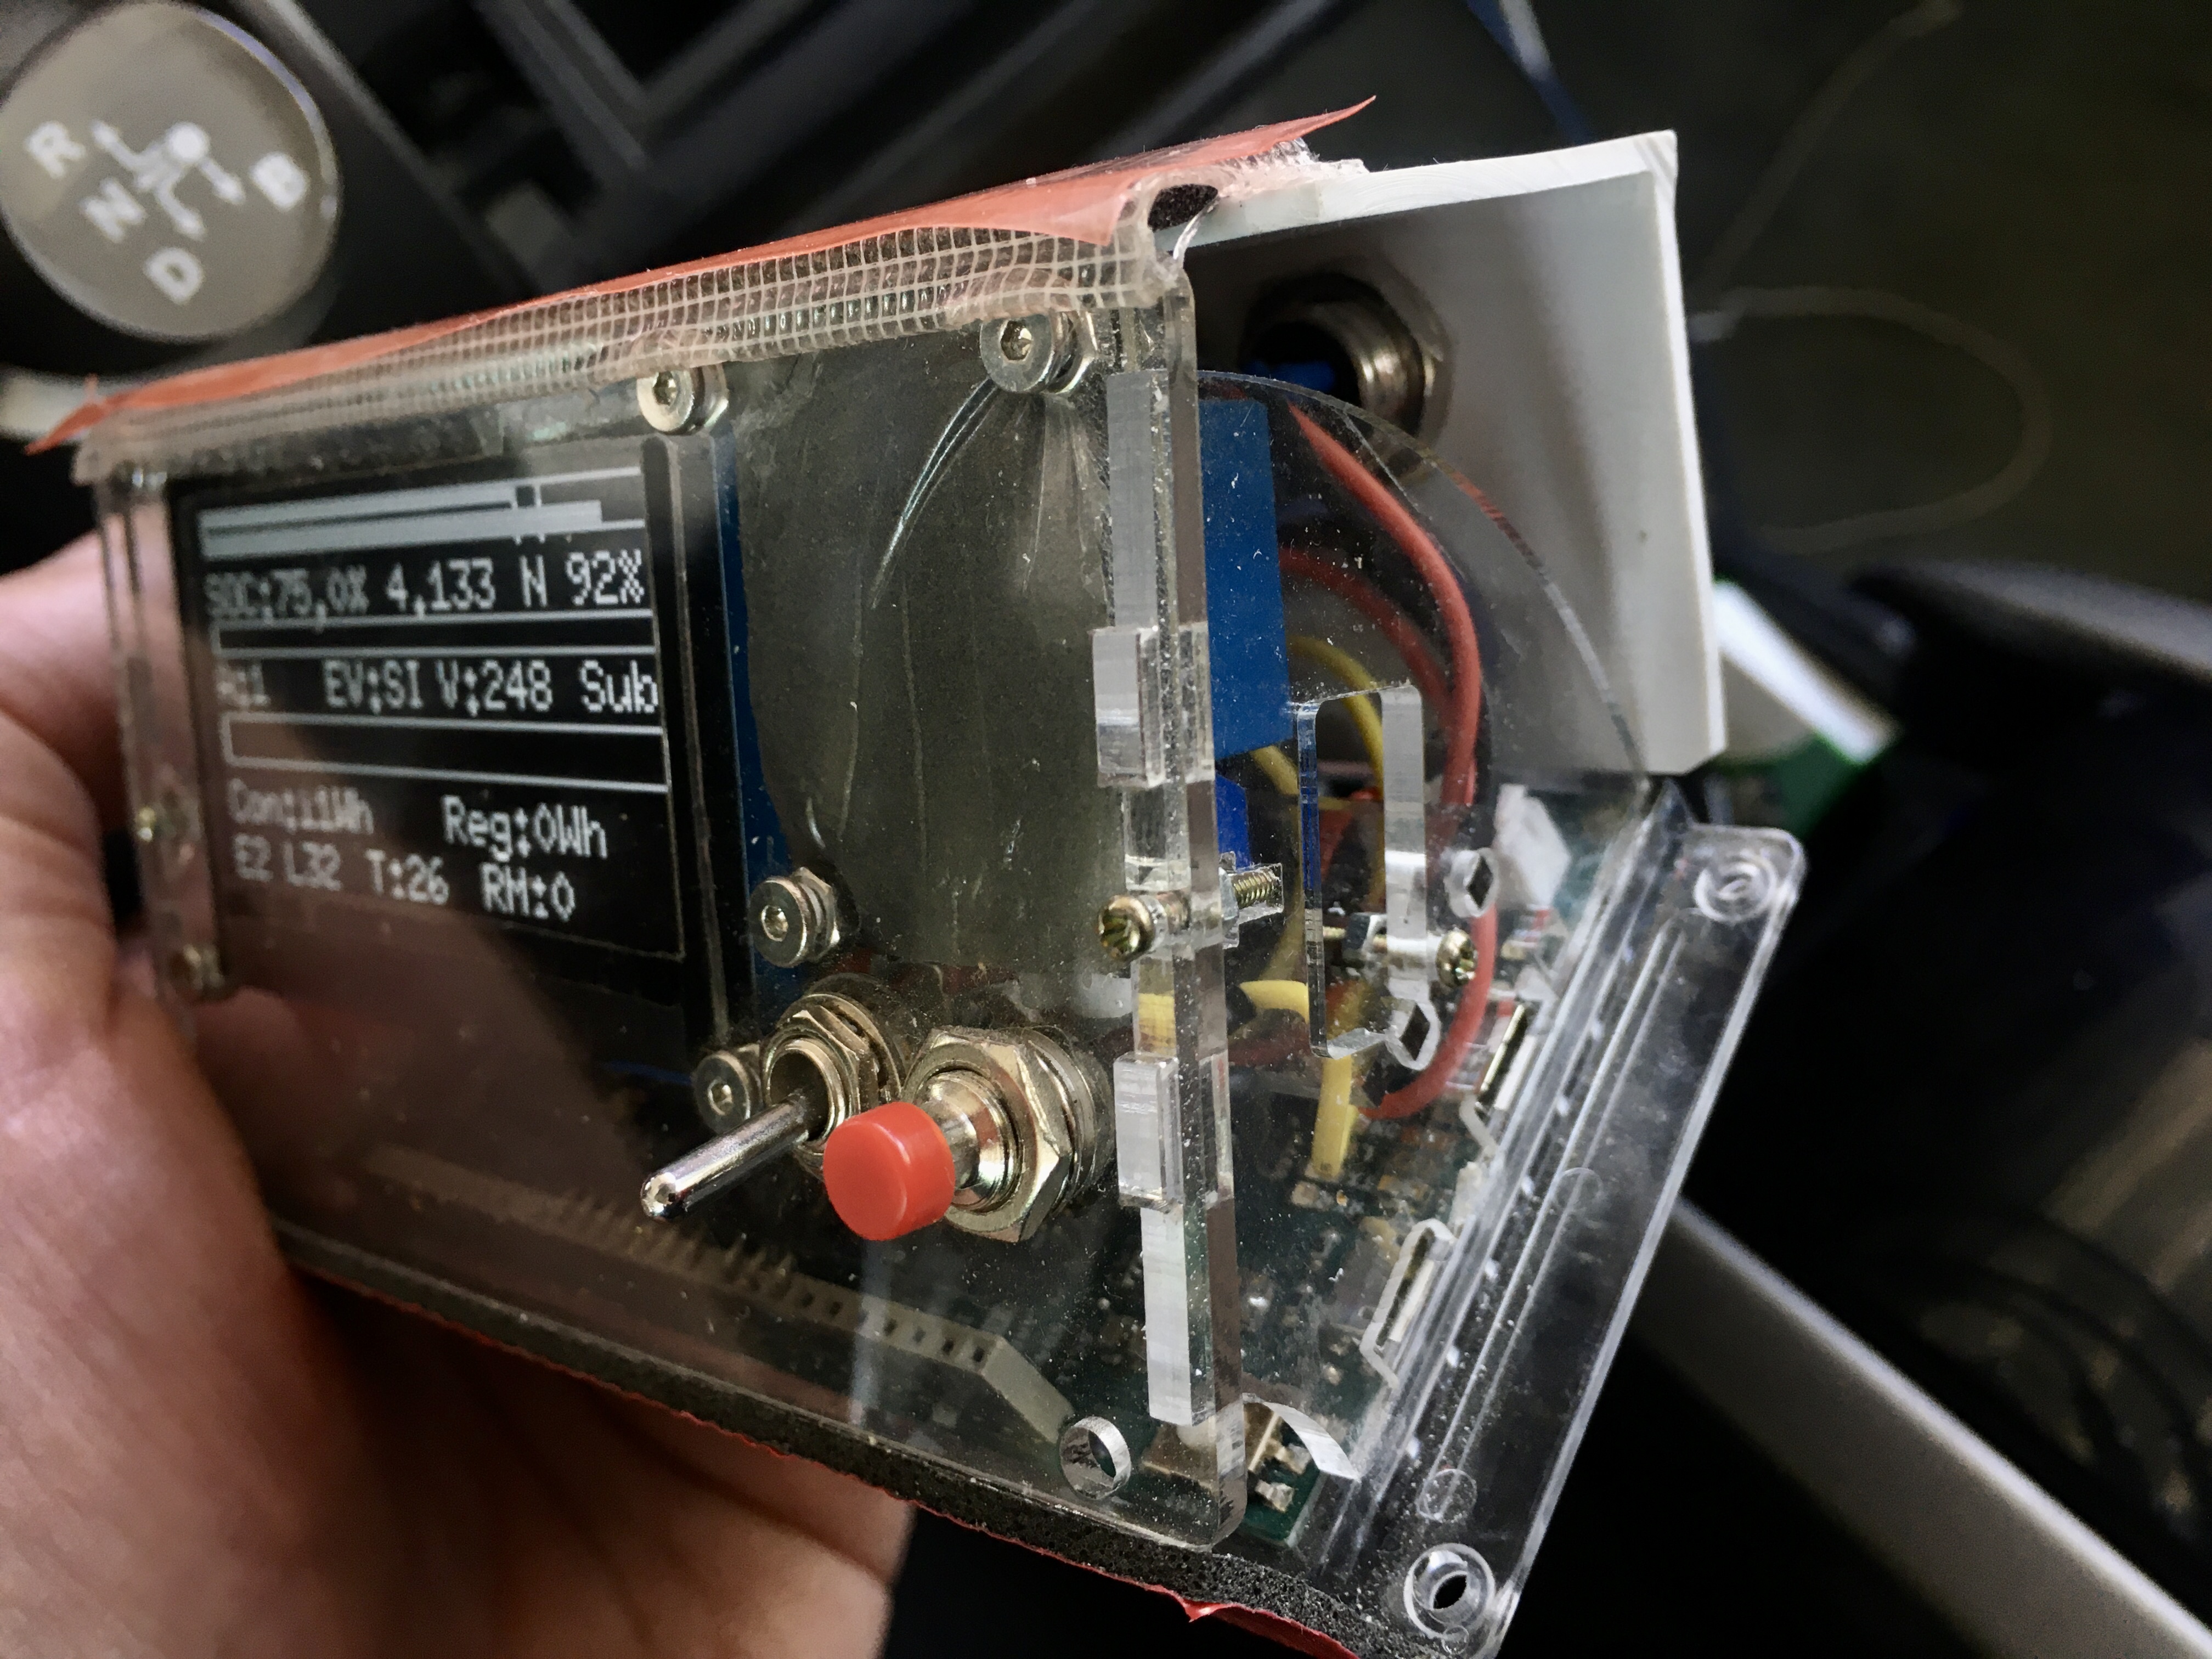 R
N
D
B
SOC:75,0% 4,133 N 92%
EV:SI V:248 Sub
Con:11Wh Reg:0Wh
E2 L32 T:26 RM:0